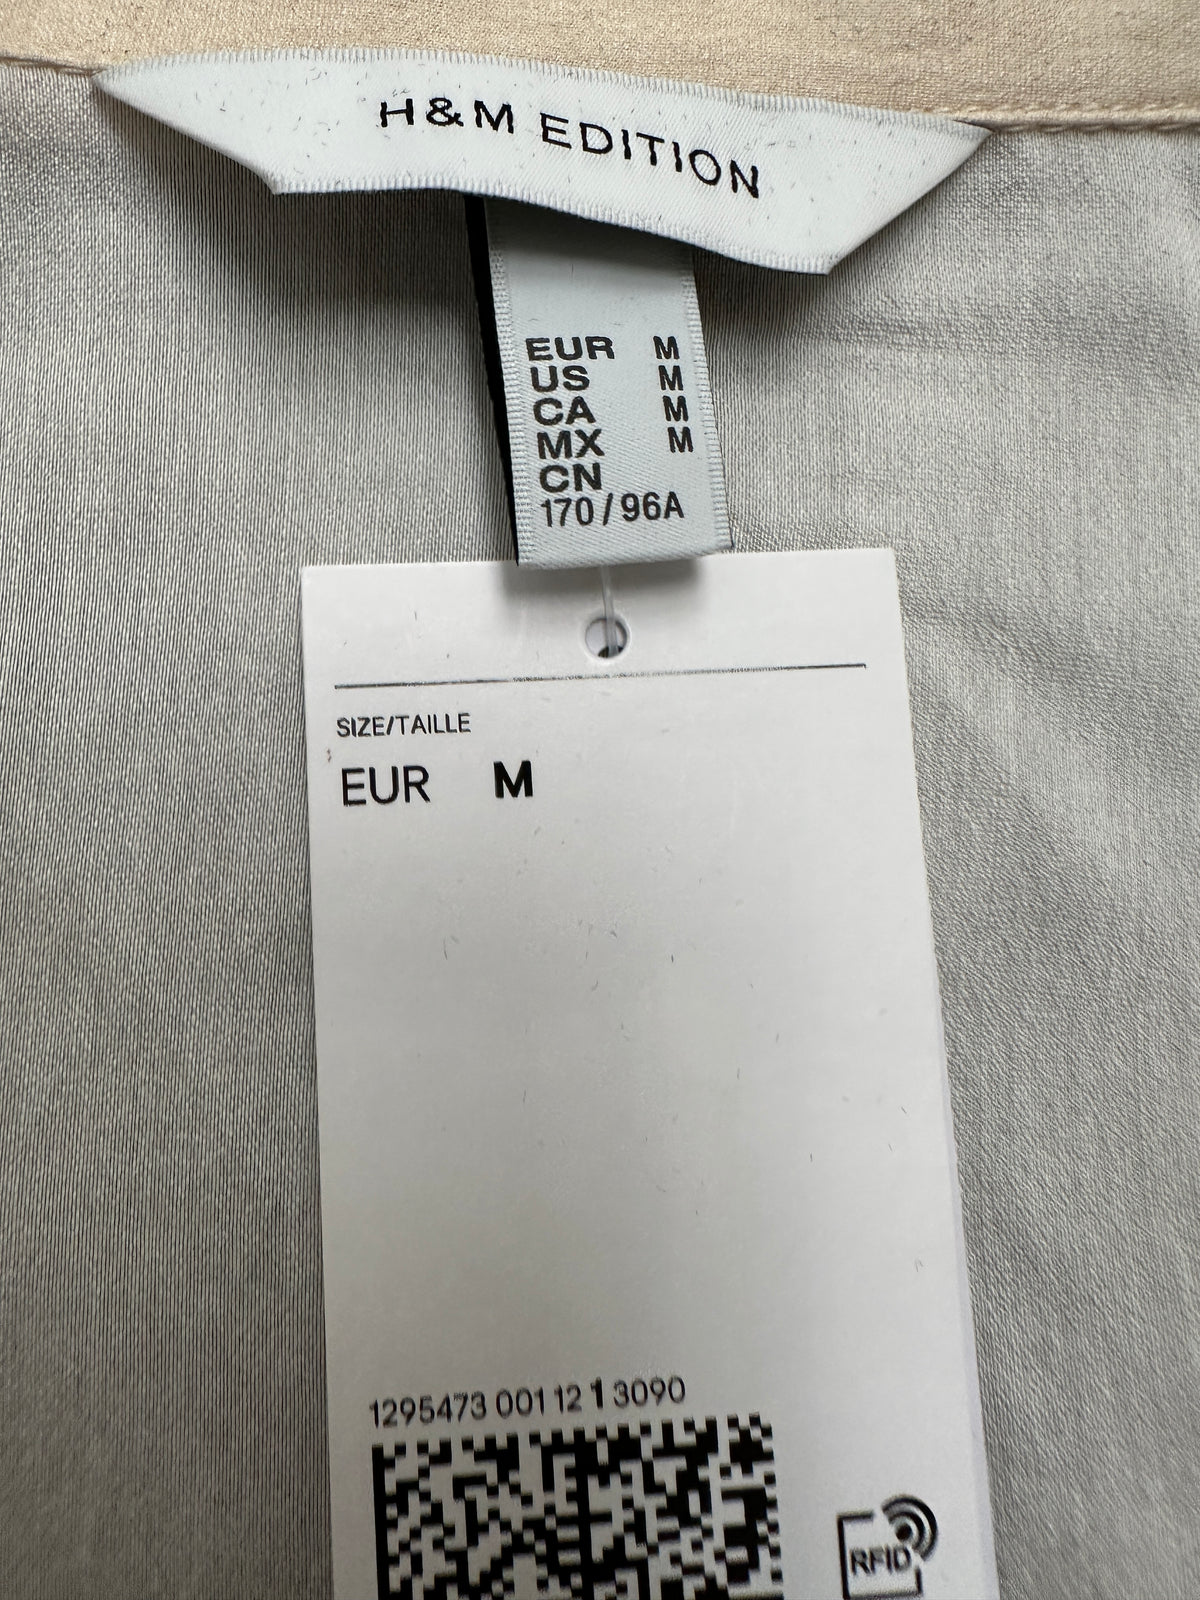 H&M EDITION
EUR M
US M
CA M
MX M
CN
170/96A
SIZE/TAILLE
EUR M
1295473 001 12 1 3090
RFID